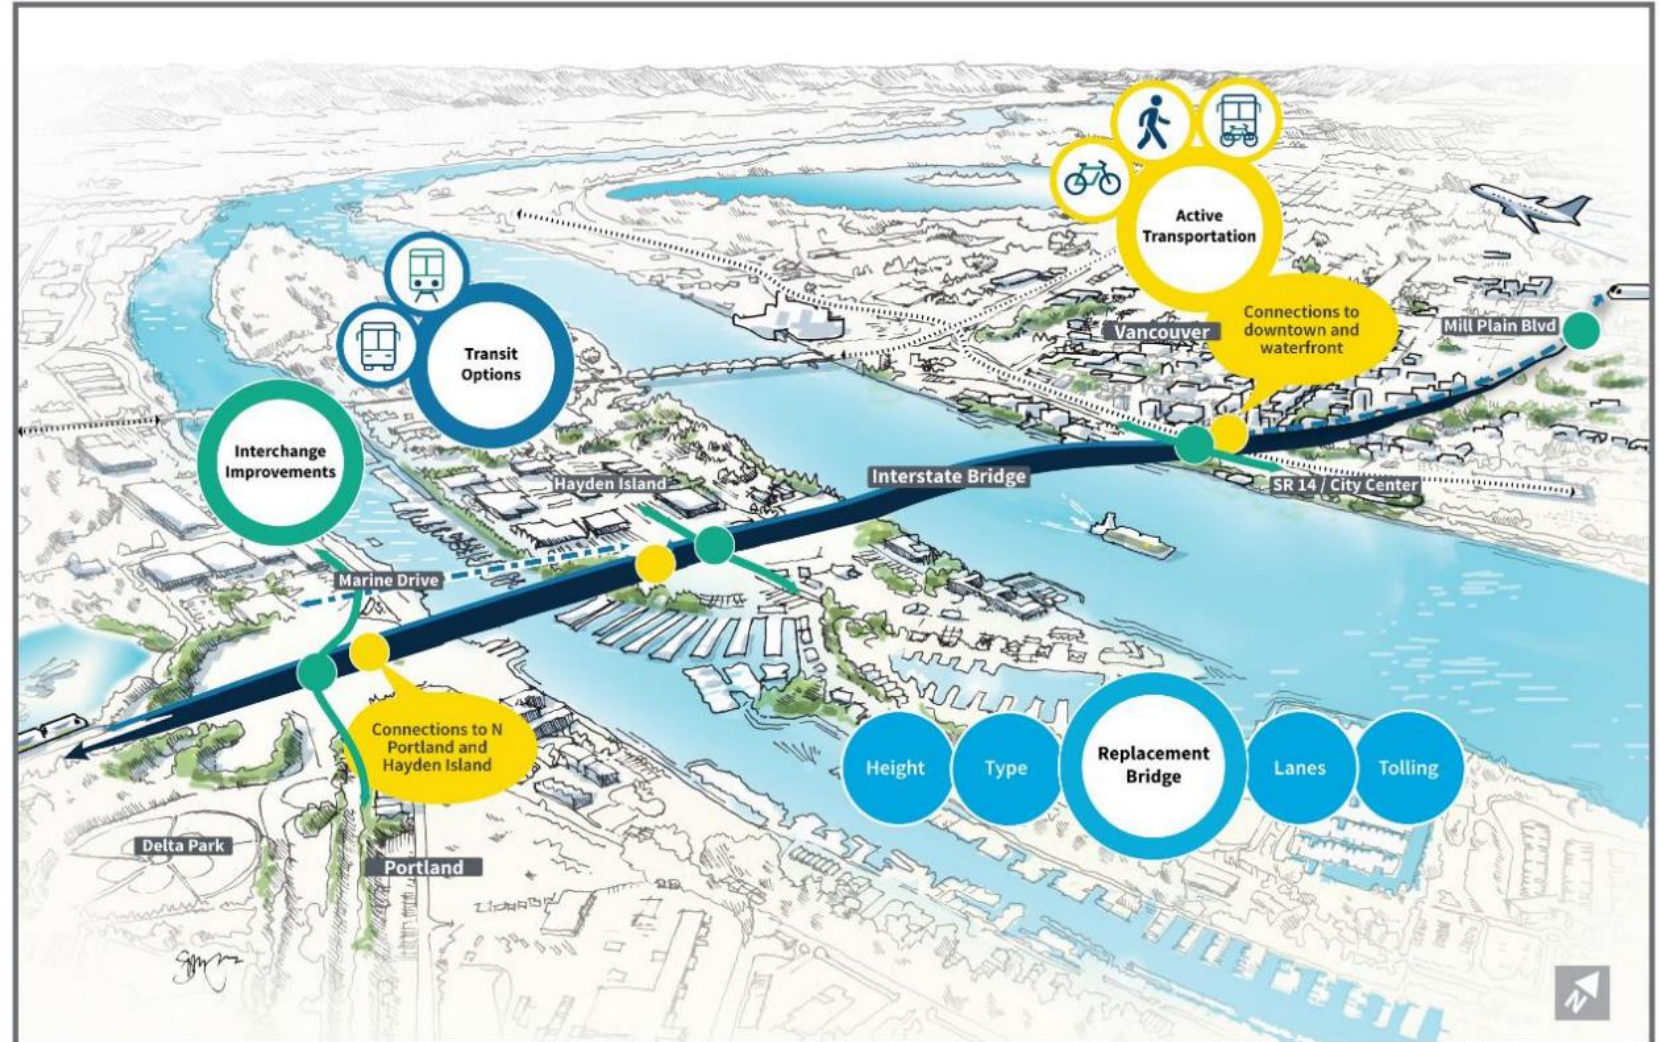 Active
Transportation
Connections to
downtown and
waterfront
Vancouver
Mill Plain Blvd
Transit
Options
Interchange
Improvements
Hayden Island
Interstate Bridge
SR 14 / City Center
Marine Drive
Connections to N
Portland and
Hayden Island
Height
Type
Replacement
Bridge
Lanes
Tolling
Delta Park
Portland
N